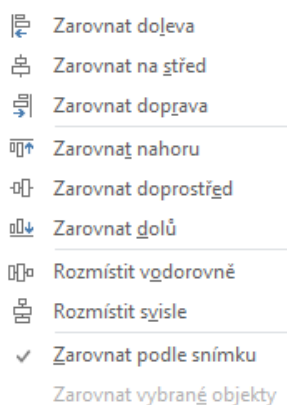 Zarovnat doleva
Zarovnat na střed
Zarovnat doprava
Zarovnat nahoru
Zarovnat doprostřed
Zarovnat dolů
Rozmístit vodorovně
Rozmístit svisle
Zarovnat podle snímku
Zarovnat vybrané objekty